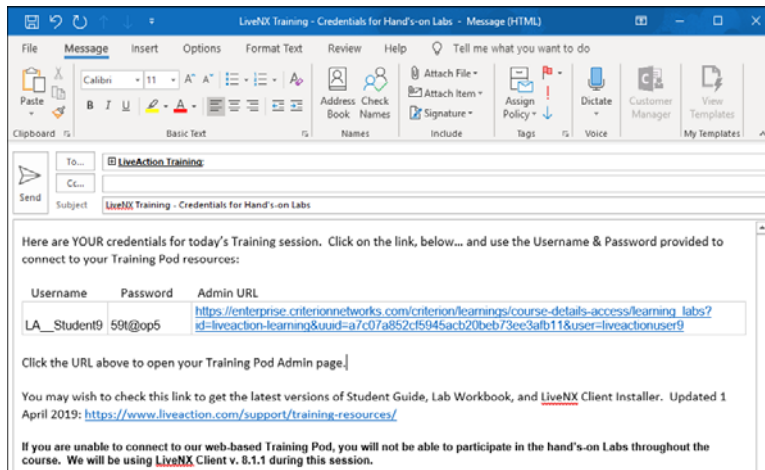 LiveNX Training - Credentials for Hand's-on Labs - Message (HTML)
File Message Insert Options Format Text Review Help Tell me what you want to do
Calibri 11 A^ A˅ Attach File
Paste B I U A Address Check Attach Item Assign Dictate Customer View
Book Names Signature Policy Manager Templates
Clipboard Basic Text Names Include Tags Voice My Templates
To... LiveAction Training;
Cc...
Send
Subject LiveNX Training - Credentials for Hand's-on Labs
Here are YOUR credentials for today's Training session. Click on the link, below... and use the Username & Password provided to
connect to your Training Pod resources:
Username Password Admin URL
LA__Student9 59t@op5 https://enterprise.criterionnetworks.com/criterion/learnings/course-details-access/learning_labs?
id=liveaction-learning&uuid=a7c07a852cf5945acb20beb73ee3afb11&user=liveactionuser9
Click the URL above to open your Training Pod Admin page.
You may wish to check this link to get the latest versions of Student Guide, Lab Workbook, and LiveNX Client Installer. Updated 1
April 2019: https://www.liveaction.com/support/training-resources/
If you are unable to connect to our web-based Training Pod, you will not be able to participate in the hand's-on Labs throughout the
course. We will be using LiveNX Client v. 8.1.1 during this session.